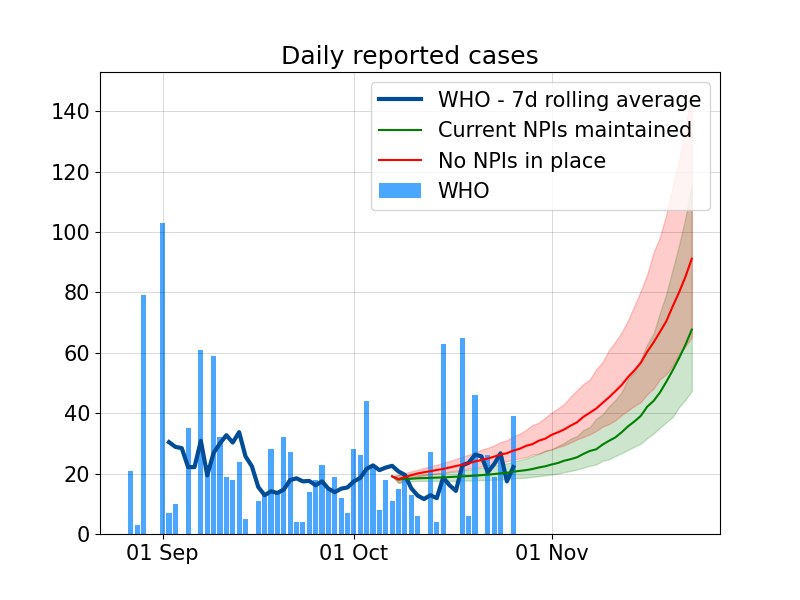 Daily reported cases
WHO - 7d rolling average
Current NPIs maintained
No NPIs in place
WHO
140
120
100
80
60
40
20
0
01 Sep
01 Oct
01 Nov